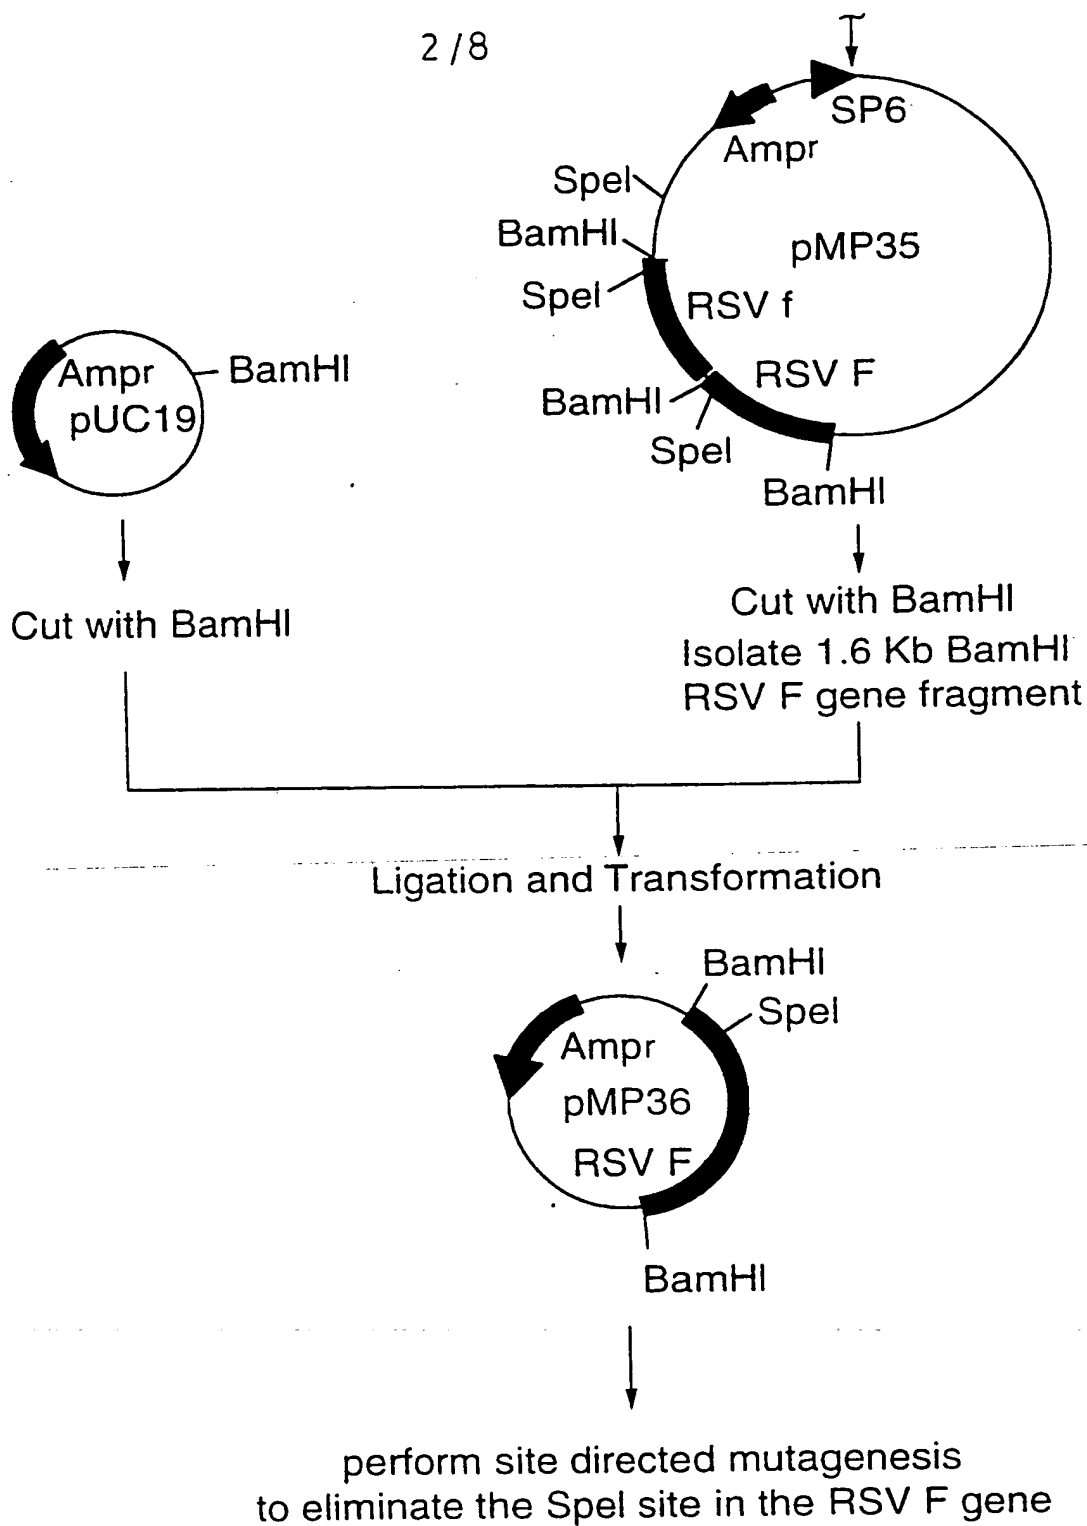 2/8
SP6
Ampr
SpeI
BamHI
pMP35
SpeI
RSV f
RSV F
BamHI
SpeI
BamHI
Ampr
BamHI
pUC19
Cut with BamHI
Cut with BamHI
Isolate 1.6 Kb BamHI
RSV F gene fragment
Ligation and Transformation
BamHI
SpeI
Ampr
pMP36
RSV F
BamHI
perform site directed mutagenesis
to eliminate the SpeI site in the RSV F gene